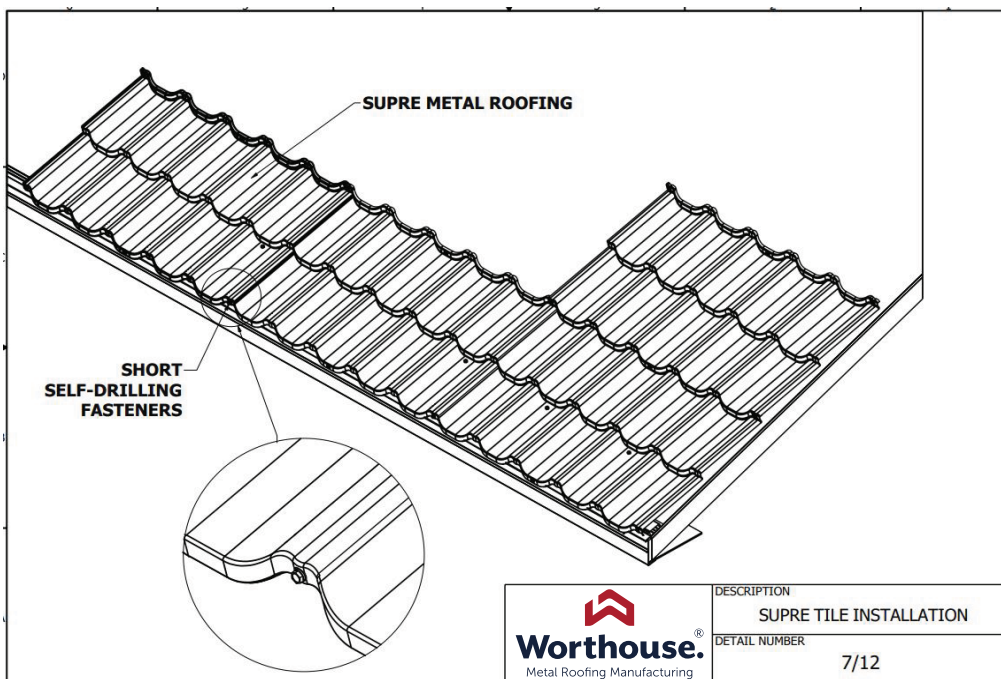 SUPRE METAL ROOFING
SHORT
SELF-DRILLING
FASTENERS
Worthouse.®
Metal Roofing Manufacturing
DESCRIPTION
SUPRE TILE INSTALLATION
DETAIL NUMBER
7/12